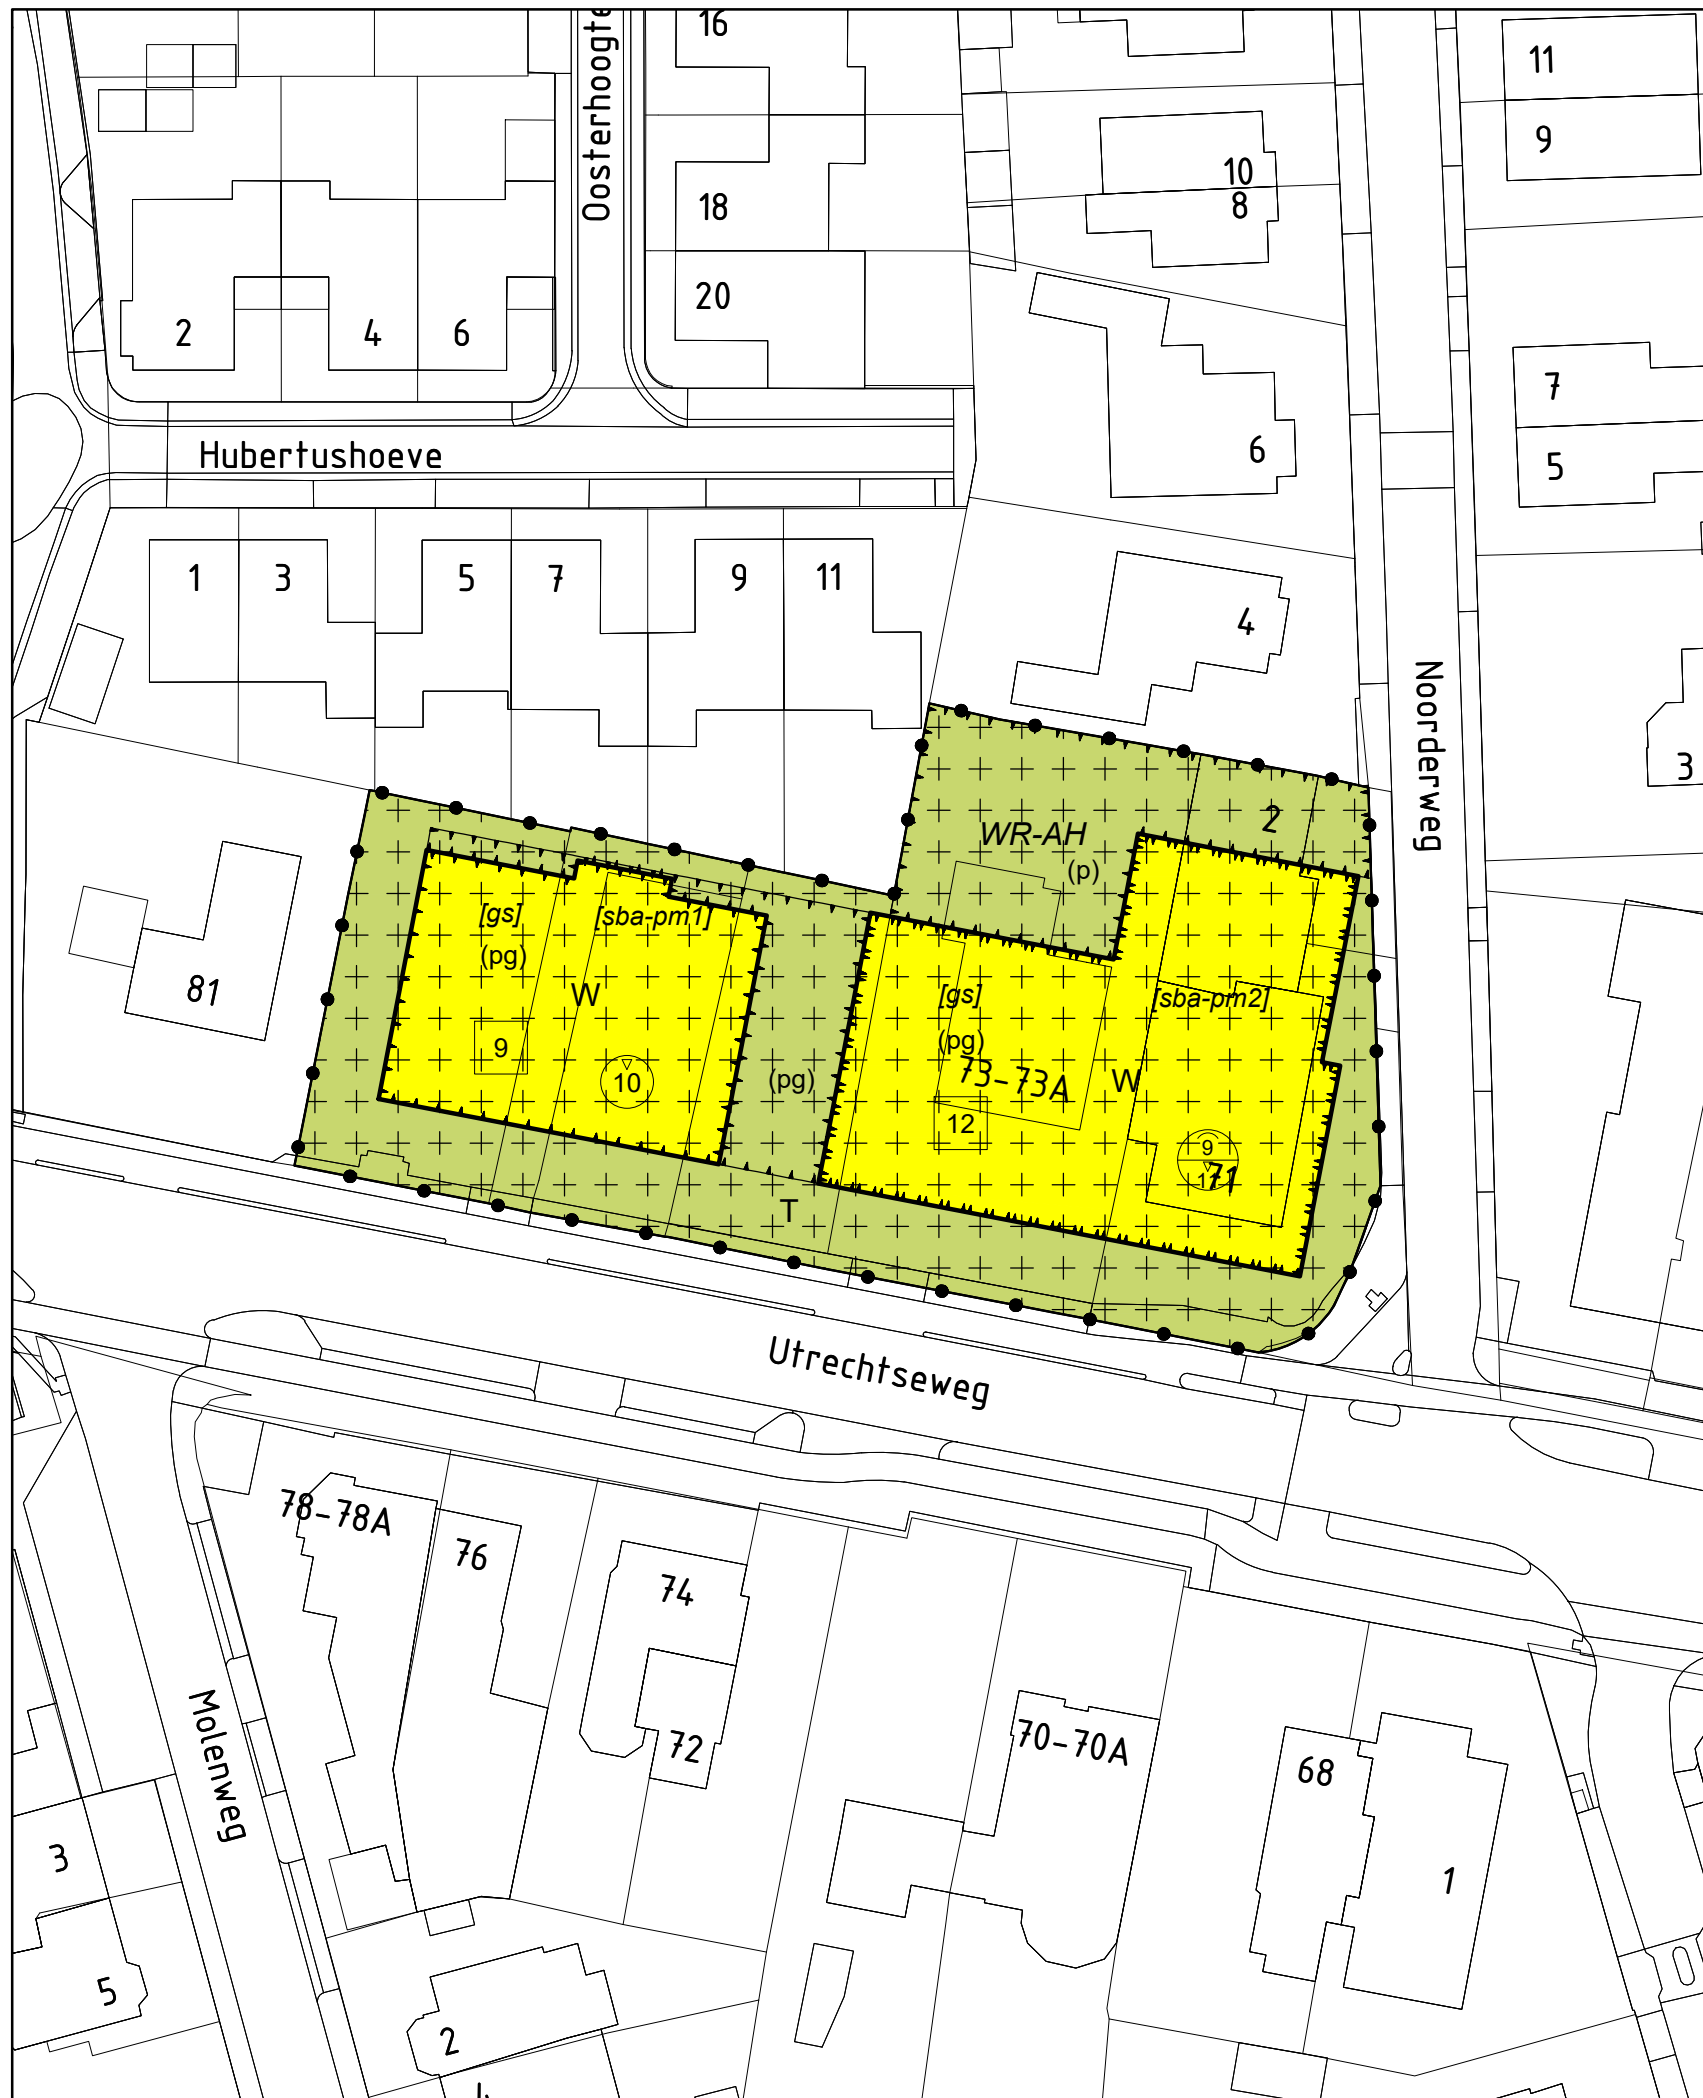 16
Oosterhoogte
11
9
10
8
18
20
2
4
6
7
5
6
Hubertushoeve
1
3
5
7
9
11
4
Noorderweg
3
2
WR-AH
(p)
[gs]
[sba-pm1]
(pg)
81
W
9
10
(pg)
[gs]
[sba-pm2]
(pg)
73-73A
W
12
9
71
T
Utrechtseweg
78-78A
76
74
72
70-70A
68
1
Molenweg
3
5
2
4